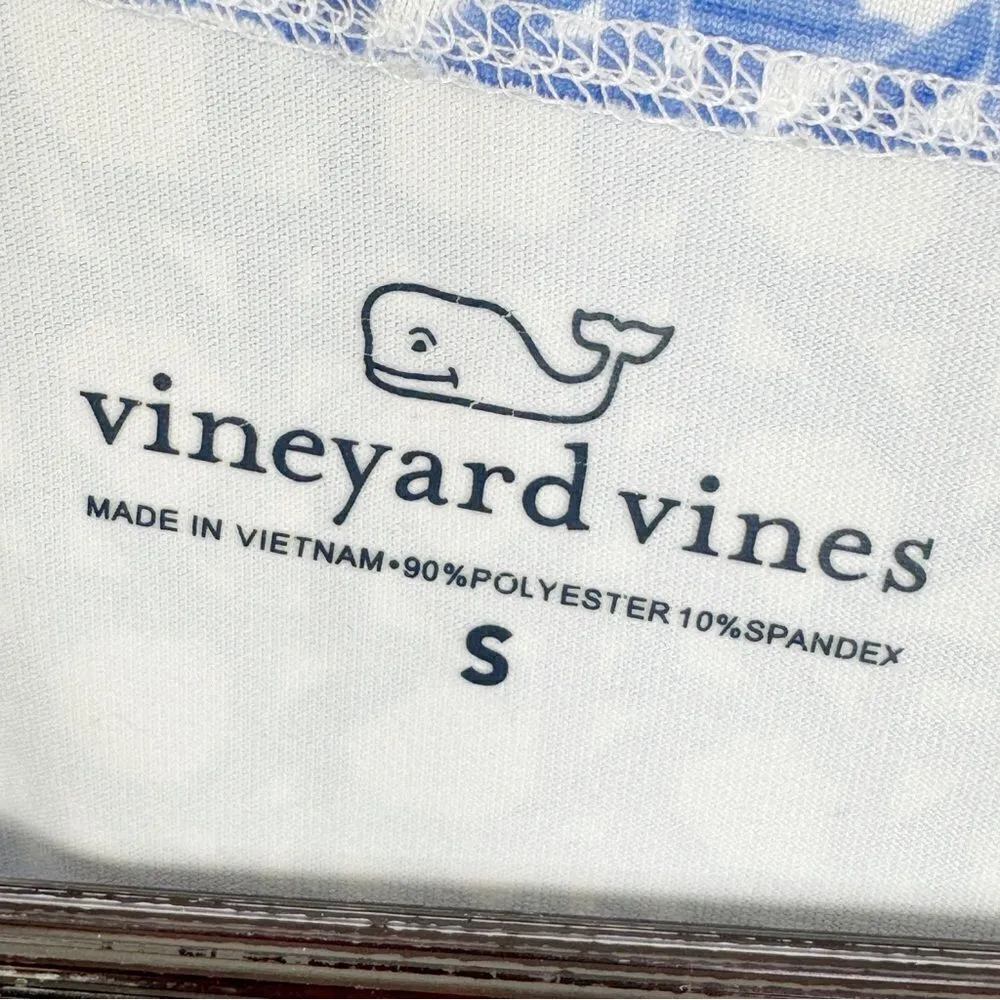 vineyard vines
MADE IN VIETNAM•90%POLYESTER 10%SPANDEX
S